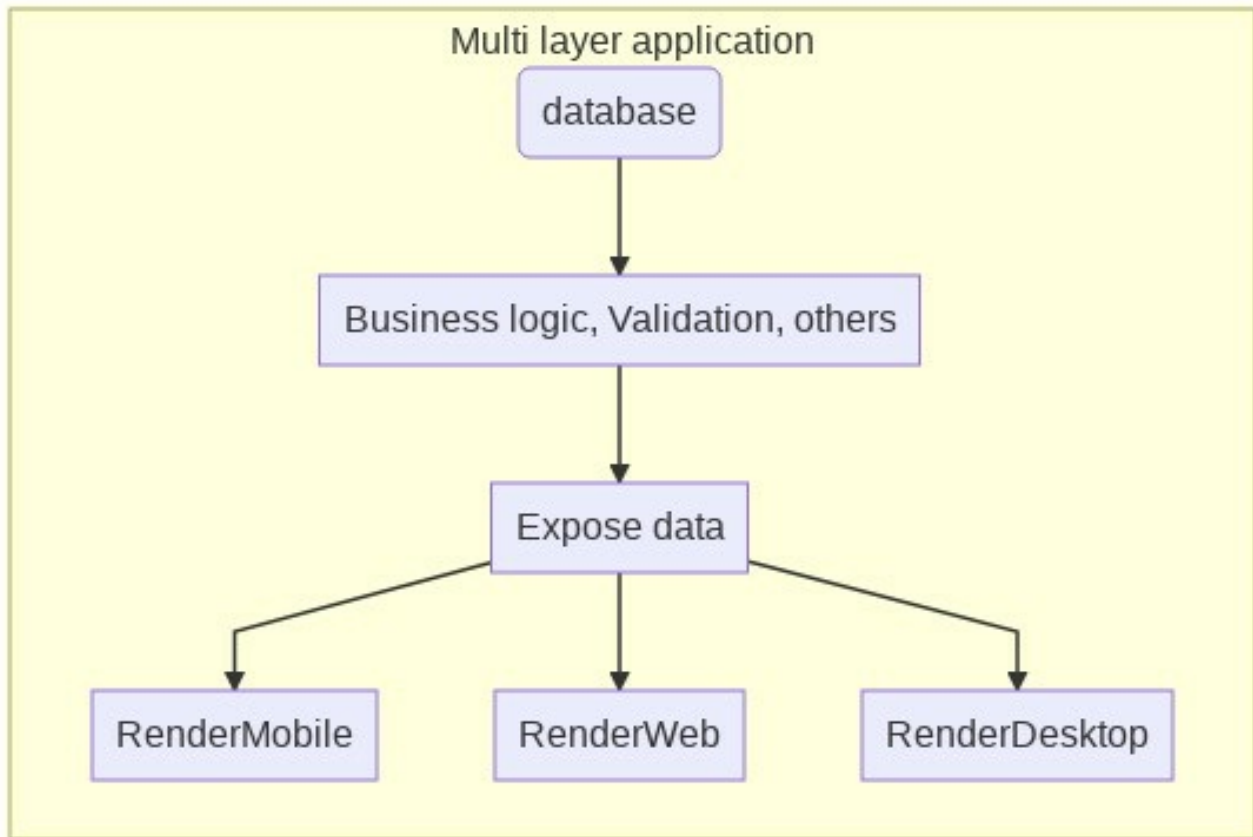 Multi layer application
database
Business logic, Validation, others
Expose data
RenderMobile
RenderWeb
RenderDesktop